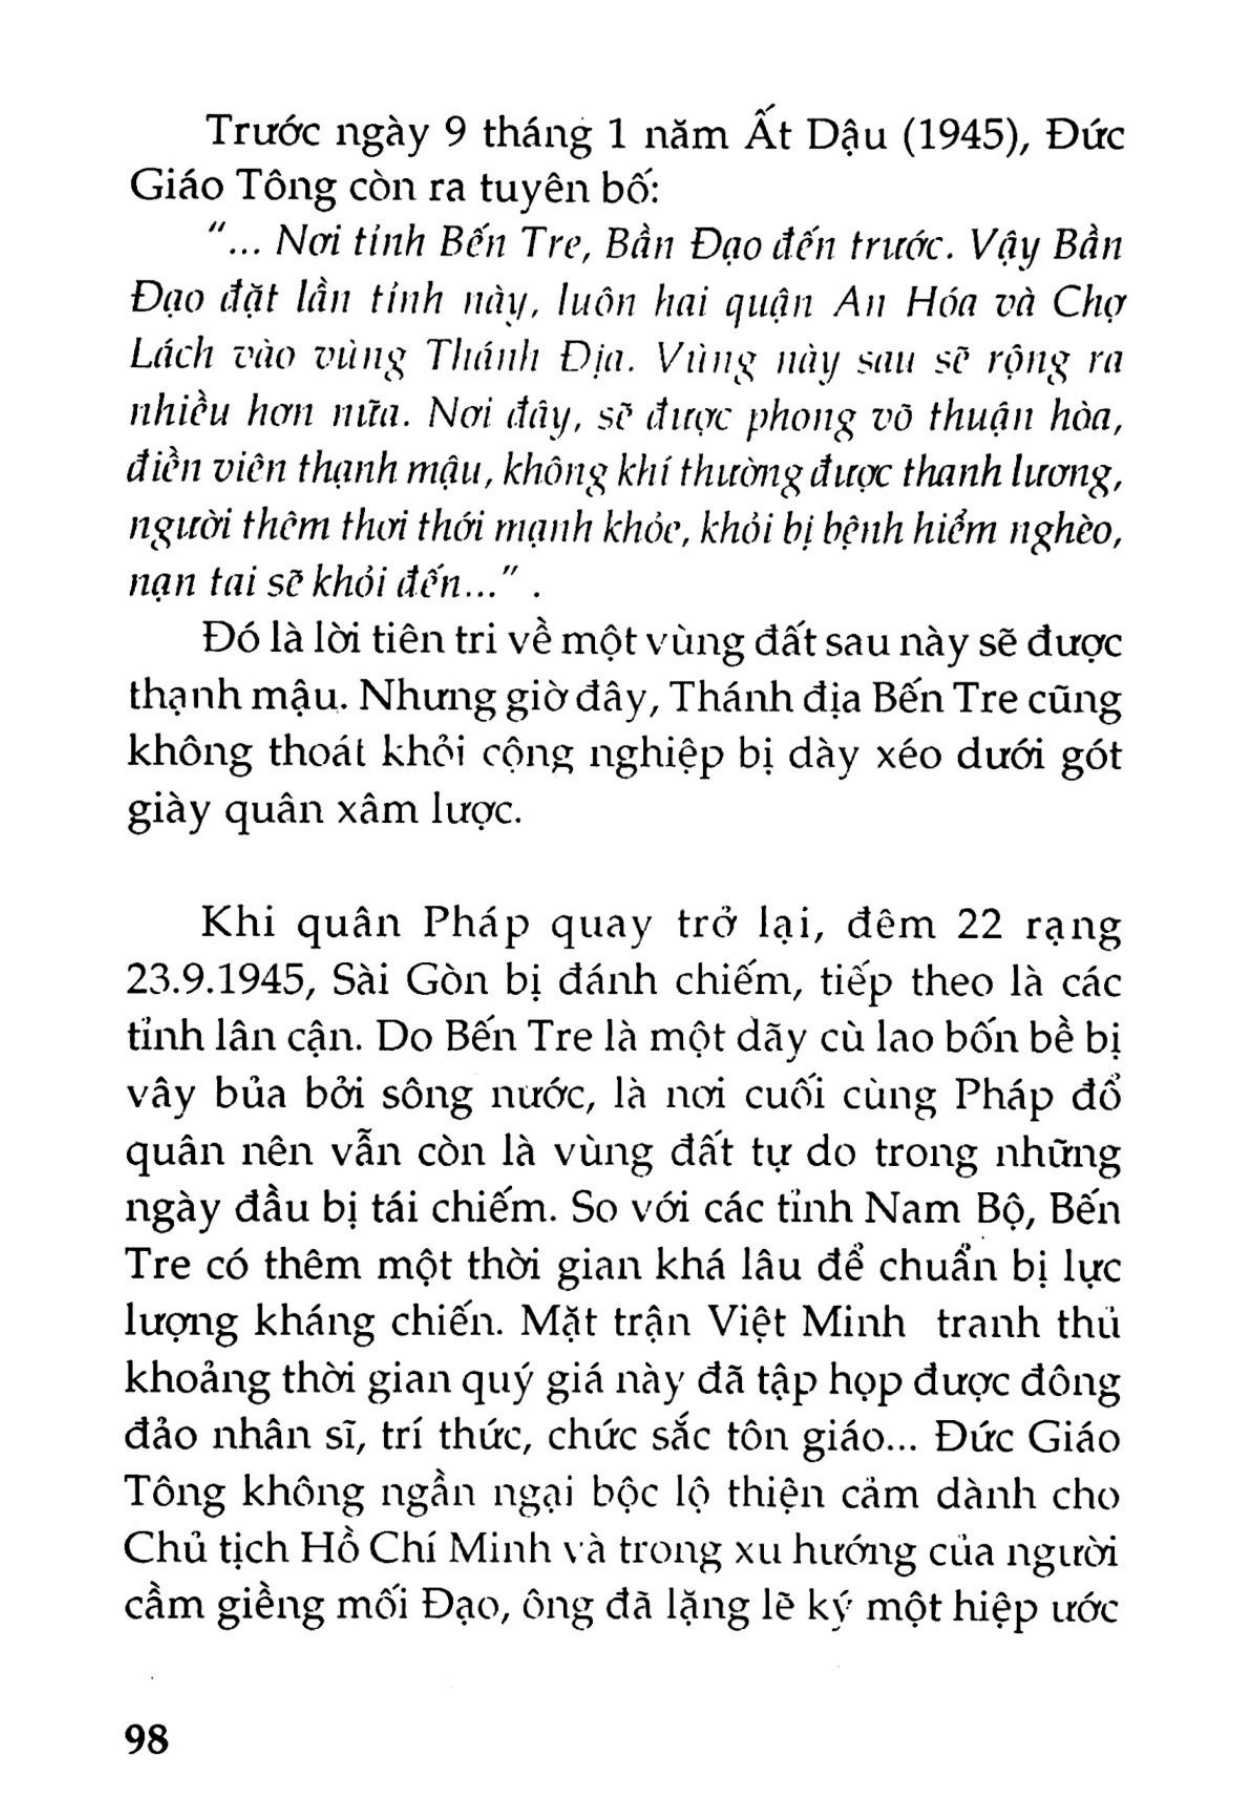 Trước ngày 9 tháng 1 năm Ất Dậu (1945), Đức
Giáo Tông còn ra tuyên bố:
"... Nơi tỉnh Bến Tre, Bần Đạo đến trước. Vậy Bần
Đạo đặt lần tỉnh này, luôn hai quận An Hóa và Chợ
Lách vào vùng Thánh Địa. Vùng này sau sẽ rộng ra
nhiều hơn nữa. Nơi đây, sẽ được phong võ thuận hòa,
điền viên thạnh mậu, không khí thường được thanh lương,
người thêm thơi thới mạnh khỏe, khỏi bị bệnh hiểm nghèo,
nạn tai sẽ khỏi đến..." .
Đó là lời tiên tri về một vùng đất sau này sẽ được
thạnh mậu. Nhưng giờ đây, Thánh địa Bến Tre cũng
không thoát khỏi cộng nghiệp bị dày xéo dưới gót
giày quân xâm lược.
Khi quân Pháp quay trở lại, đêm 22 rạng
23.9.1945, Sài Gòn bị đánh chiếm, tiếp theo là các
tỉnh lân cận. Do Bến Tre là một dãy cù lao bốn bề bị
vây bủa bởi sông nước, là nơi cuối cùng Pháp đổ
quân nên vẫn còn là vùng đất tự do trong những
ngày đầu bị tái chiếm. So với các tỉnh Nam Bộ, Bến
Tre có thêm một thời gian khá lâu để chuẩn bị lực
lượng kháng chiến. Mặt trận Việt Minh tranh thủ
khoảng thời gian quý giá này đã tập họp được đông
đảo nhân sĩ, trí thức, chức sắc tôn giáo... Đức Giáo
Tông không ngần ngại bộc lộ thiện cảm dành cho
Chủ tịch Hồ Chí Minh và trong xu hướng của người
cầm giềng mối Đạo, ông đã lặng lẽ ký một hiệp ước
98